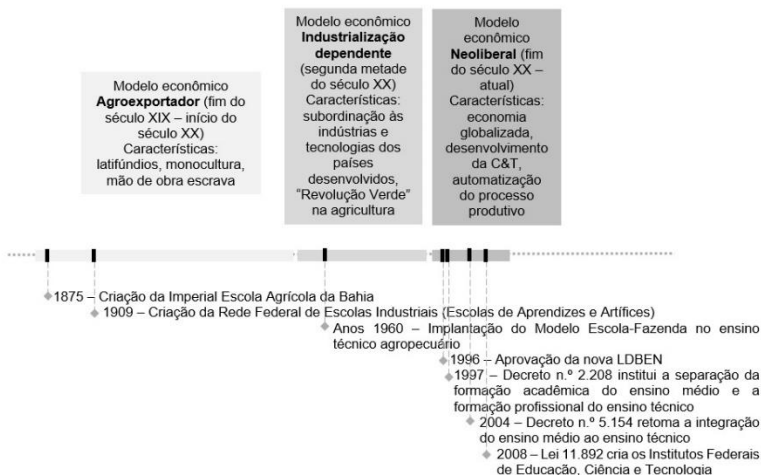 Modelo econômico
Agroexportador (fim do
século XIX – início do
século XX)
Características:
latifúndios, monocultura,
mão de obra escrava
Modelo econômico
Industrialização
dependente
(segunda metade
do século XX)
Características:
subordinação às
indústrias e
tecnologias dos
países
desenvolvidos,
"Revolução Verde"
na agricultura
Modelo
econômico
Neoliberal (fim
do século XX –
atual)
Características:
economia
globalizada,
desenvolvimento
da C&T,
automatização
do processo
produtivo
1875 – Criação da Imperial Escola Agrícola da Bahia
1909 – Criação da Rede Federal de Escolas Industriais (Escolas de Aprendizes e Artífices)
Anos 1960 – Implantação do Modelo Escola-Fazenda no ensino
técnico agropecuário
1996 – Aprovação da nova LDBEN
1997 – Decreto n.º 2.208 institui a separação da
formação acadêmica do ensino médio e a
formação profissional do ensino técnico
2004 – Decreto n.º 5.154 retoma a integração
do ensino médio ao ensino técnico
2008 – Lei 11.892 cria os Institutos Federais
de Educação, Ciência e Tecnologia